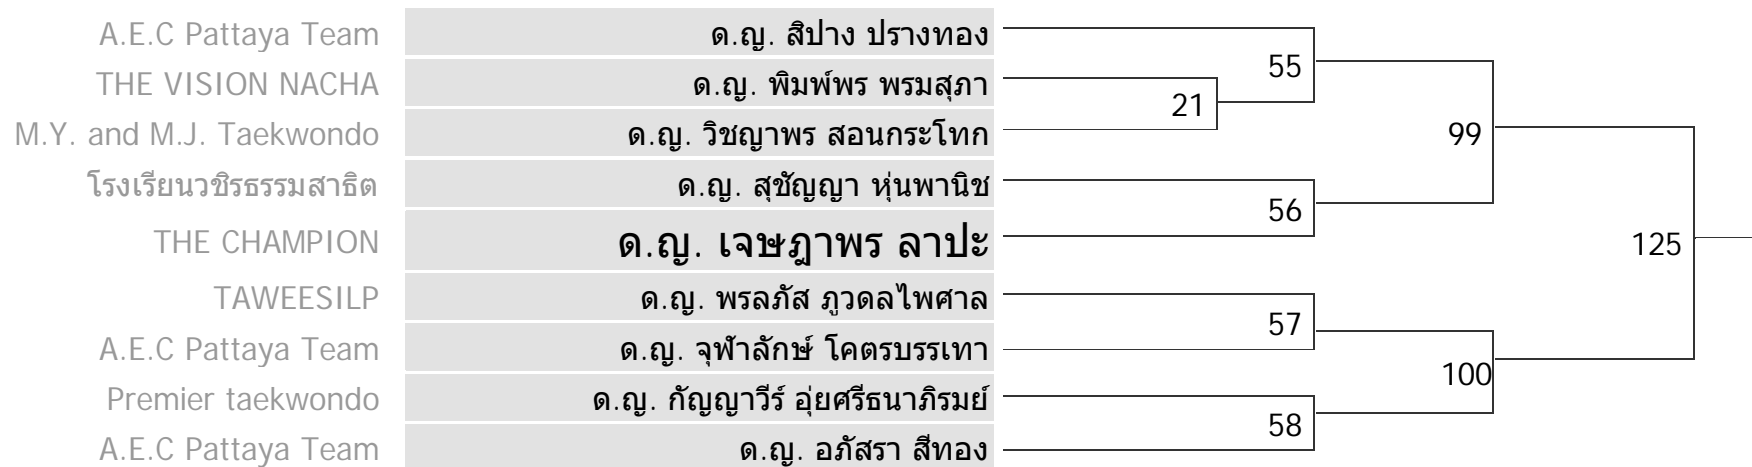 A.E.C Pattaya Team ด.ญ. สิปาง ปรางทอง
55
THE VISION NACHA ด.ญ. พิมพ์พร พรมสุภา
21
M.Y. and M.J. Taekwondo ด.ญ. วิชญาพร สอนกระโทก
99
โรงเรียนวชิรธรรมสาธิต ด.ญ. สุชัญญา หุ่นพานิช
56
THE CHAMPION ด.ญ. เจษฎาพร ลาปะ
125
TAWEESILP ด.ญ. พรลภัส ภูวดลไพศาล
57
A.E.C Pattaya Team ด.ญ. จุฬาลักษ์ โคตรบรรเทา
100
Premier taekwondo ด.ญ. กัญญาวีร์ อุ่ยศรีธนาภิรมย์
58
A.E.C Pattaya Team ด.ญ. อภัสรา สีทอง